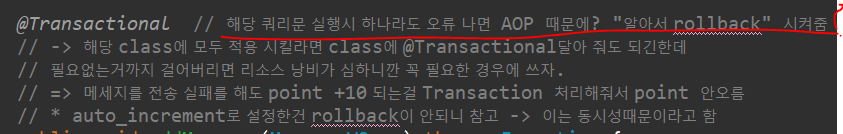 @Transactional // 해당 쿼리문 실행시 하나라도 오류 나면 AOP 때문에? "알아서 rollback" 시켜줌
// -> 해당 class에 모두 적용 시킬라면 class에 @Transactional달아 줘도 되긴한데
// 필요없는거까지 걸어버리면 리소스 낭비가 심하니깐 꼭 필요한 경우에 쓰자.
// => 메세지를 전송 실패를 해도 point +10 되는걸 Transaction 처리해줘서 point 안오름
// * auto_increment로 설정한건 rollback이 안되니 참고 -> 이는 동시성때문이라고 함